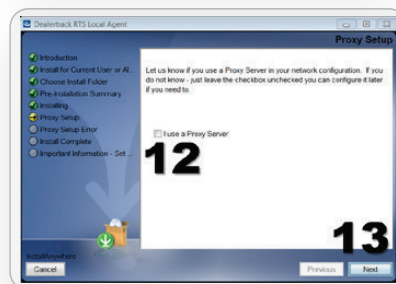 Dealertrack RTS Local Agent
Proxy Setup
Introduction
Install for Current User or Al...
Choose Install Folder
Pre-Installation Summary
Installing...
Proxy Setup
Proxy Setup Error
Install Complete
Important Information - Set ...
Let us know if you use a Proxy Server in your network configuration. If you
do not know - just leave the checkbox unchecked you can configure it later
if you need to.
I use a Proxy Server
12
13
InstallAnywhere
Cancel
Previous
Next